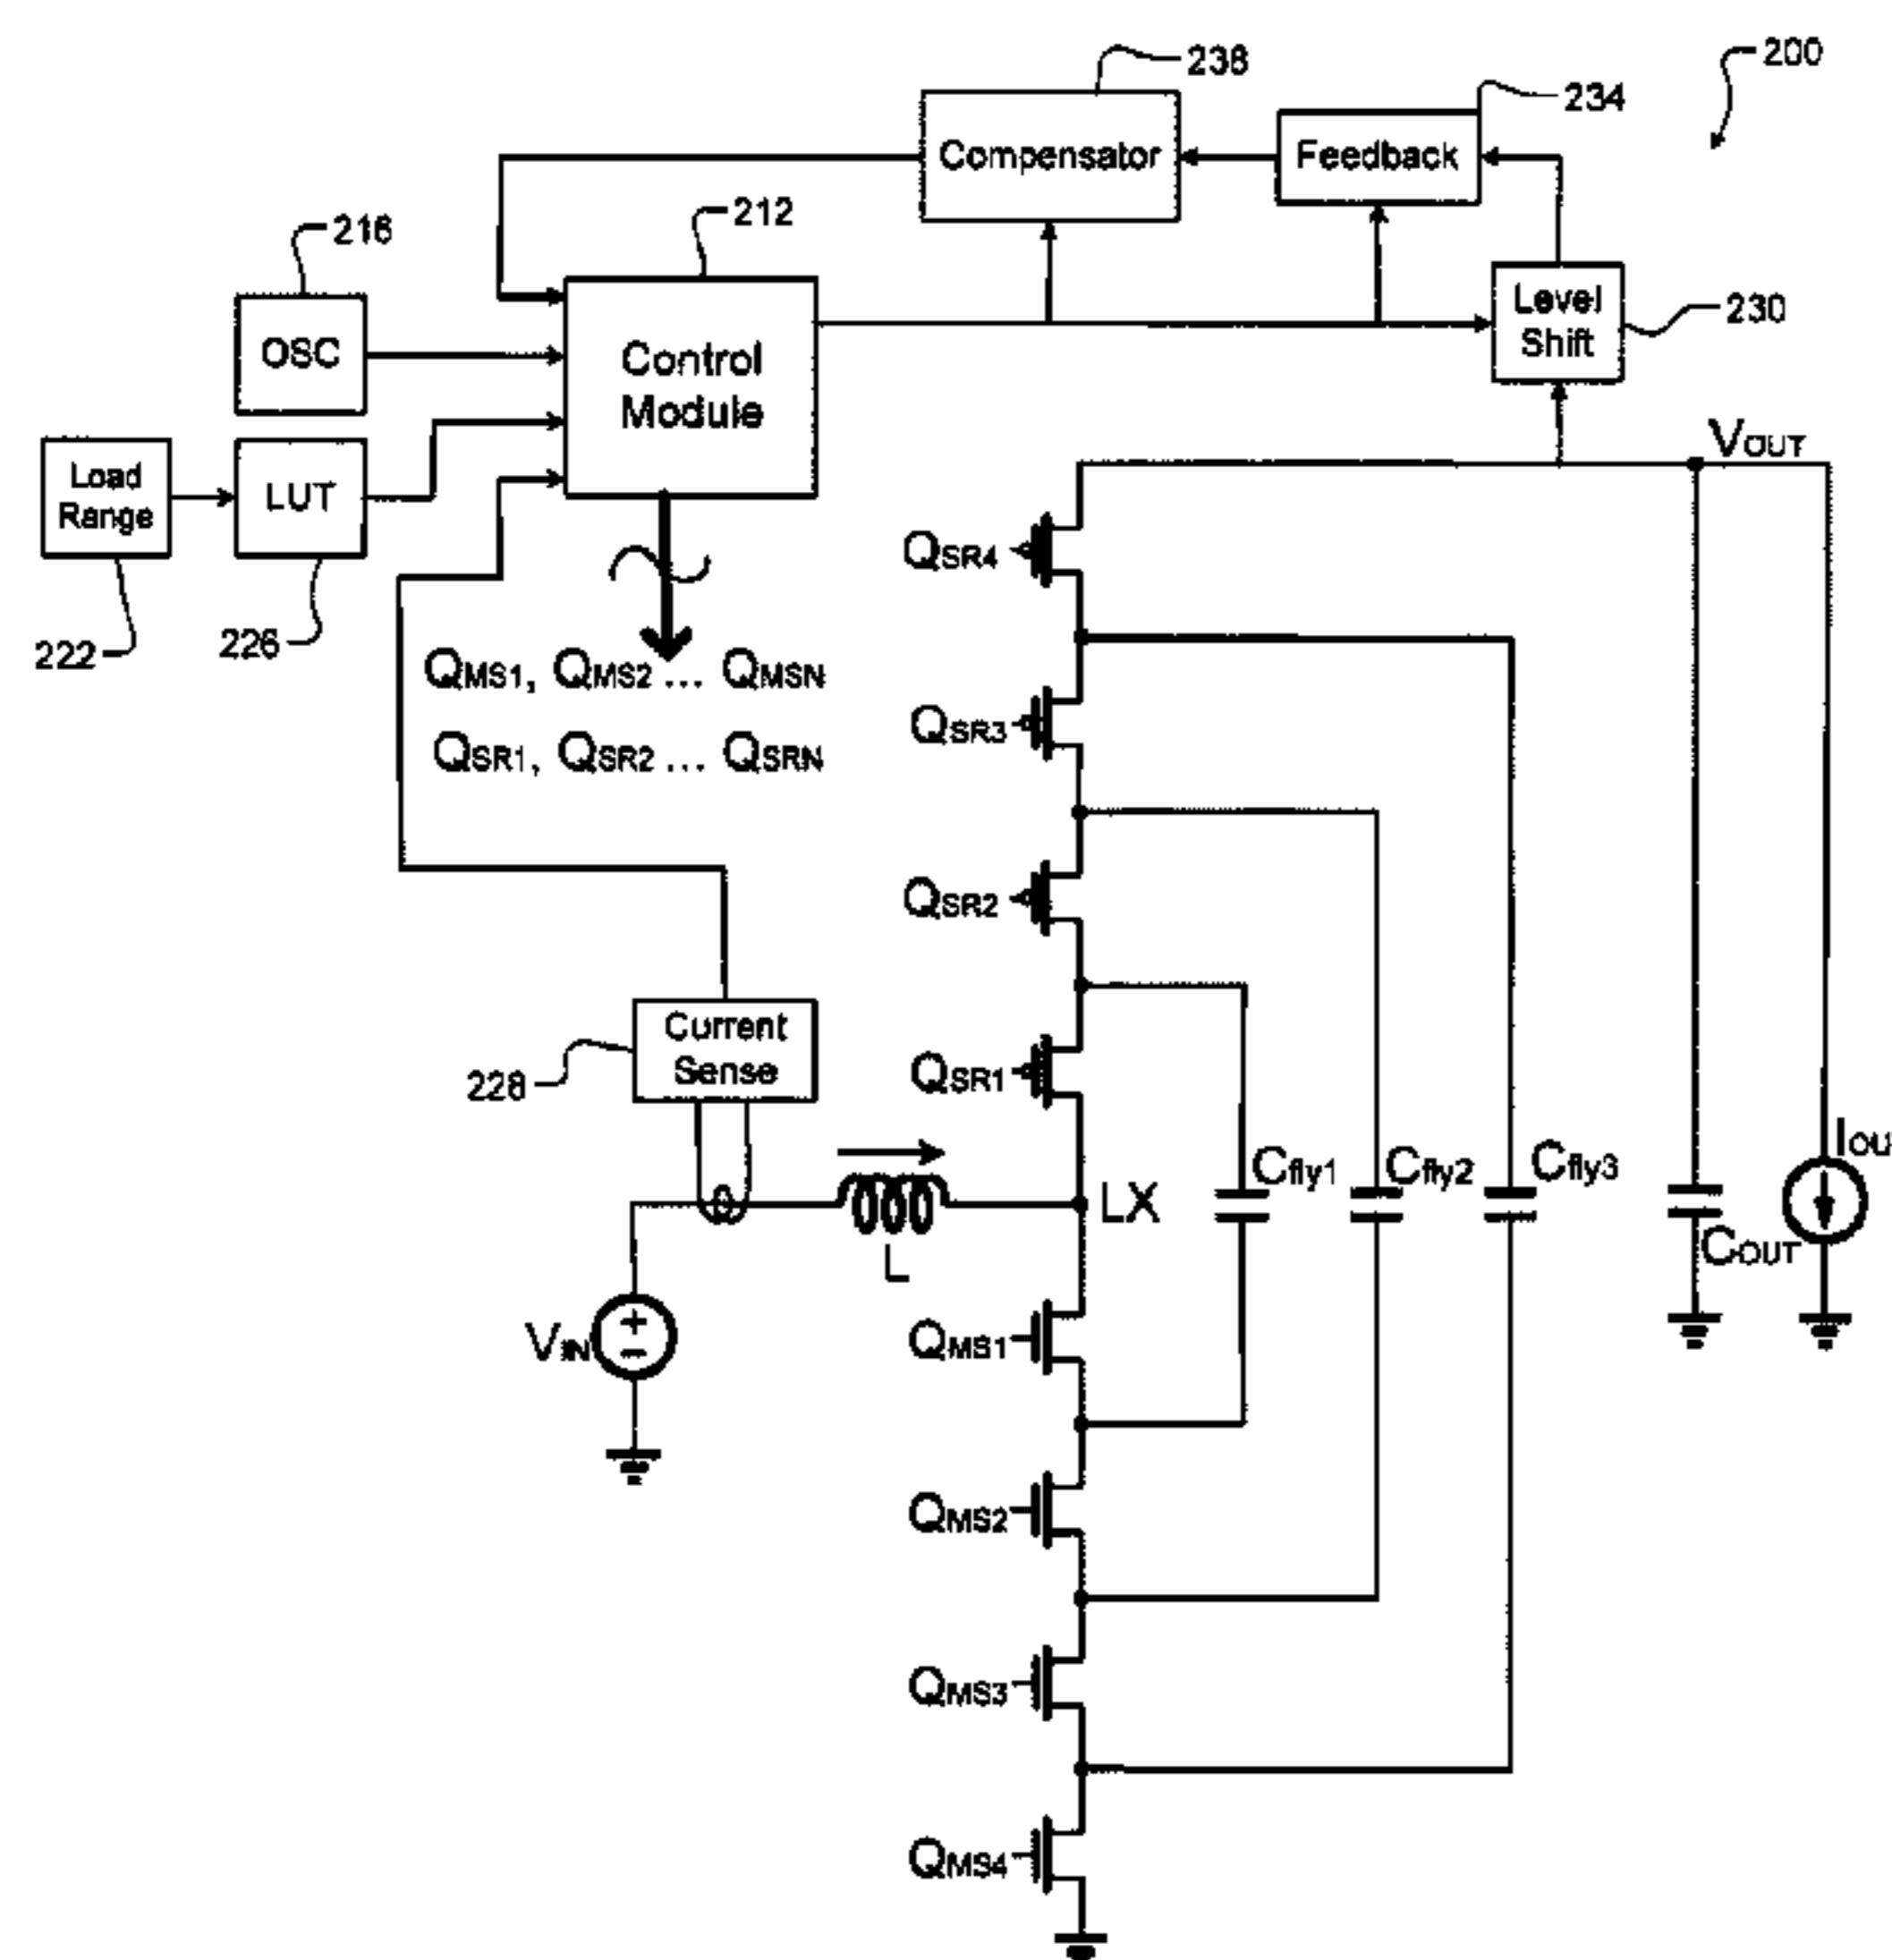 200
238
234
Compensator
Feedback
212
216
OSC
Control
Module
Level
Shift
230
Load
Range
LUT
222
226
VOUT
QSR4
QMS1, QMS2 ... QMSN
QSR1, QSR2 ... QSRN
QSR3
QSR2
Current
Sense
228
QSR1
Cfly1
Cfly2
Cfly3
IOU
LX
L
COUT
VIN
+
−
QMS1
QMS2
QMS3
QMS4